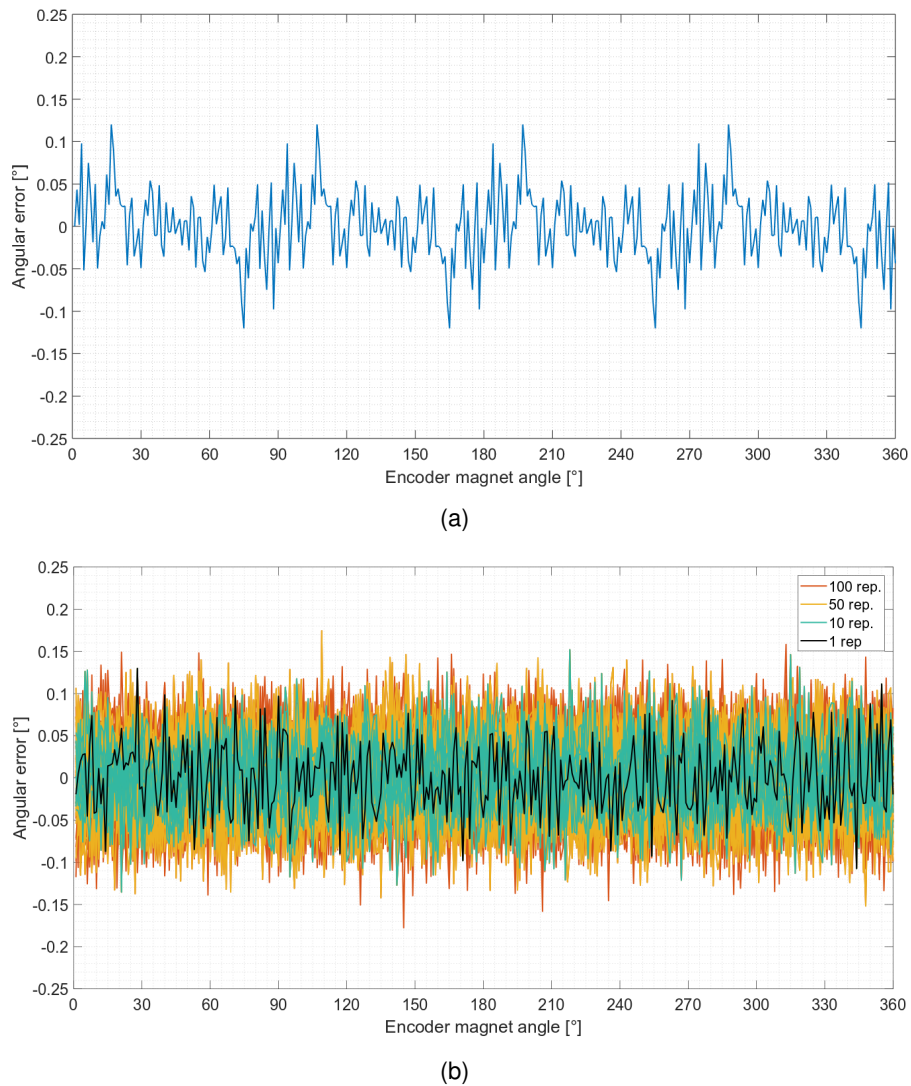 0.25
0.2
0.15
0.1
0.05
0
-0.05
-0.1
-0.15
-0.2
-0.25
Angular error [°]
0 30 60 90 120 150 180 210 240 270 300 330 360
Encoder magnet angle [°]
(a)
0.25
0.2
0.15
0.1
0.05
0
-0.05
-0.1
-0.15
-0.2
-0.25
Angular error [°]
100 rep.
50 rep.
10 rep.
1 rep
0 30 60 90 120 150 180 210 240 270 300 330 360
Encoder magnet angle [°]
(b)